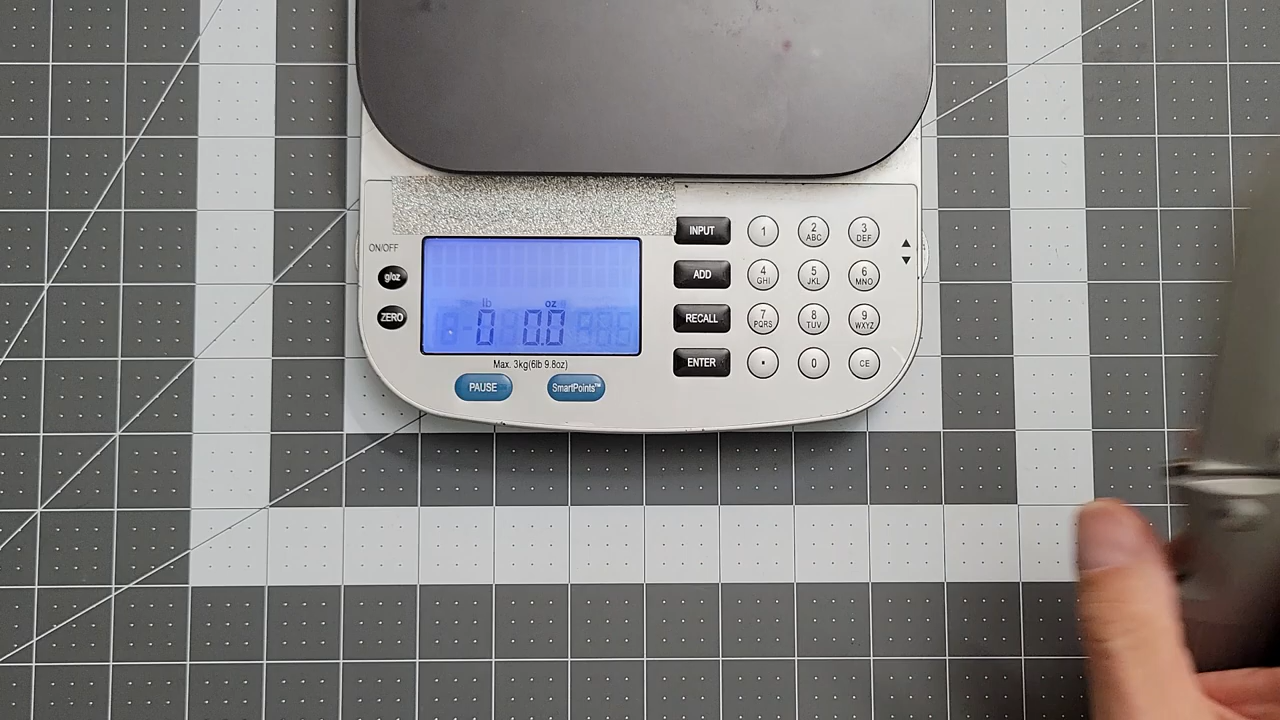 ON/OFF
g/oz
ZERO
lb oz
0 0.0
Max. 3kg(6lb 9.8oz)
PAUSE
SmartPoints™
INPUT
1
2
ABC
3
DEF
ADD
4
GHI
5
JKL
6
MNO
RECALL
7
PQRS
8
TUV
9
WXYZ
ENTER
.
0
CE